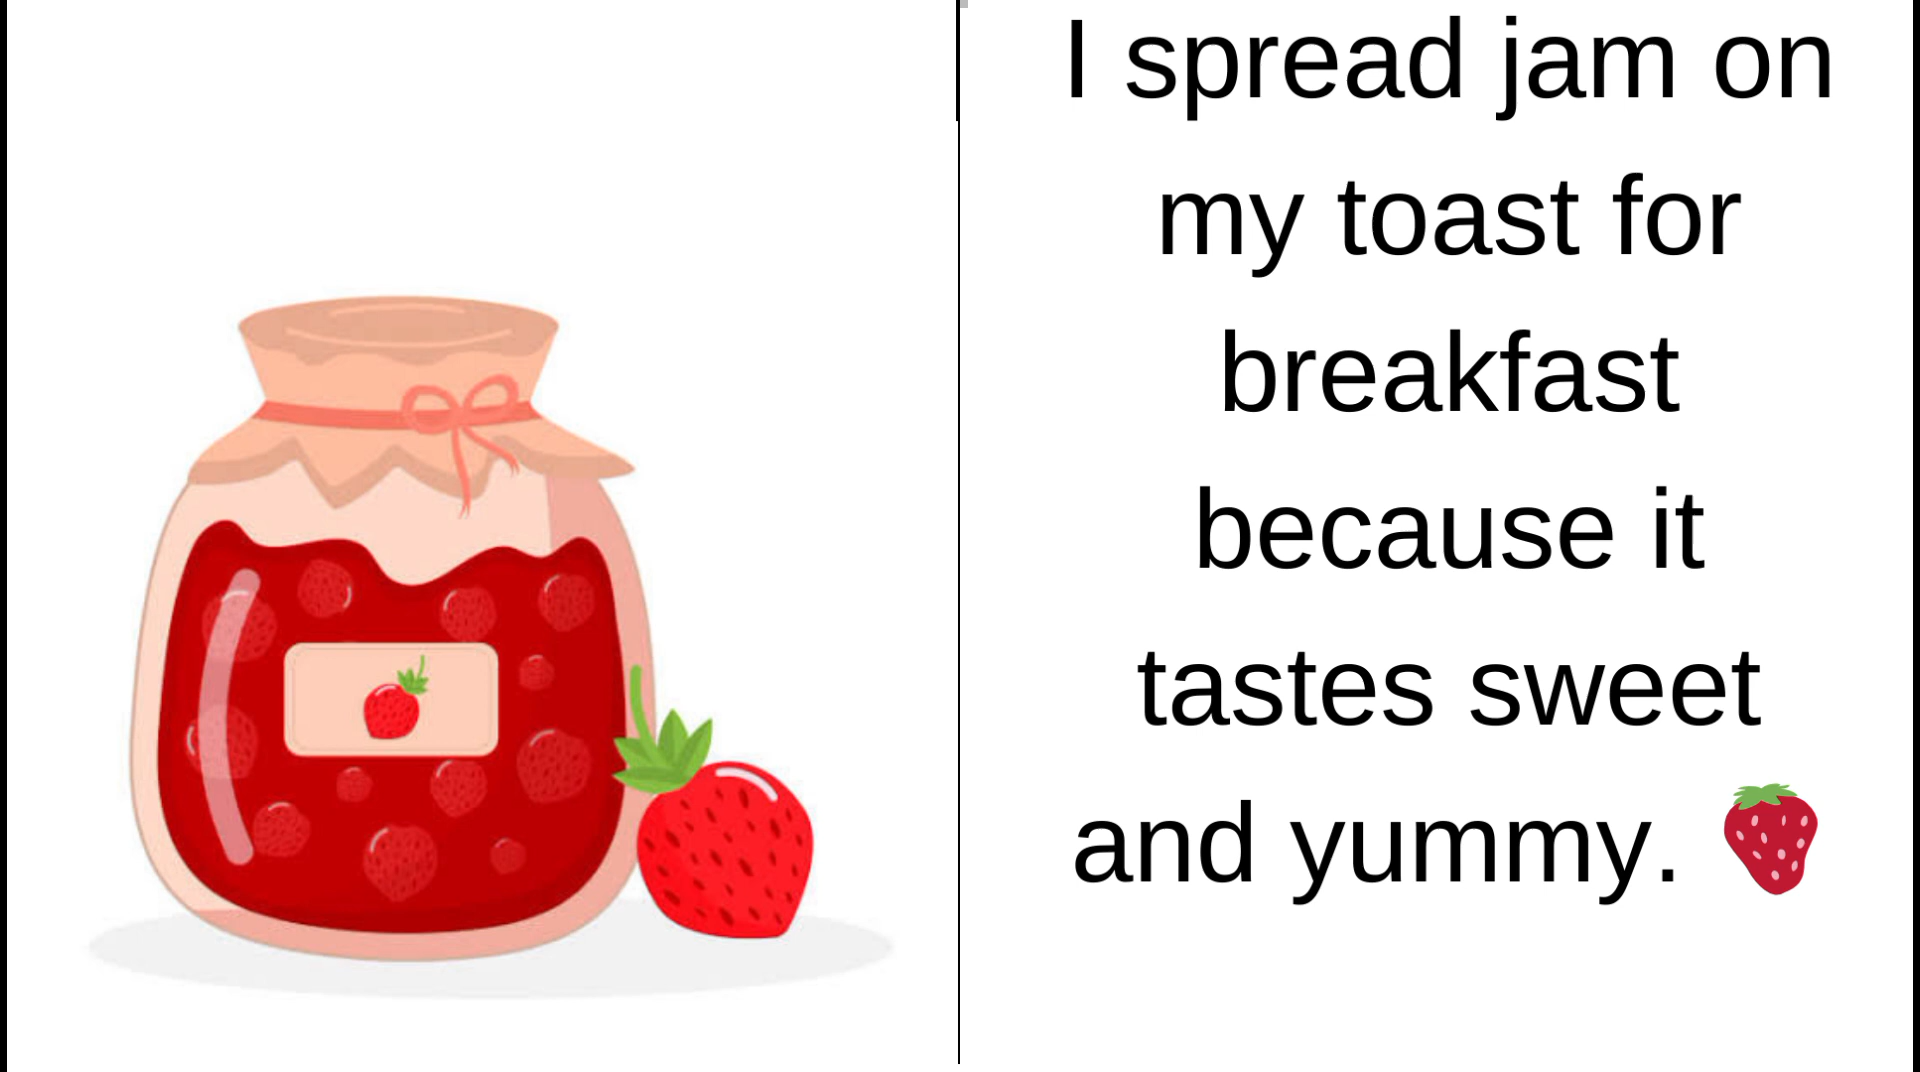 I spread jam on
my toast for
breakfast
because it
tastes sweet
and yummy. 🍓